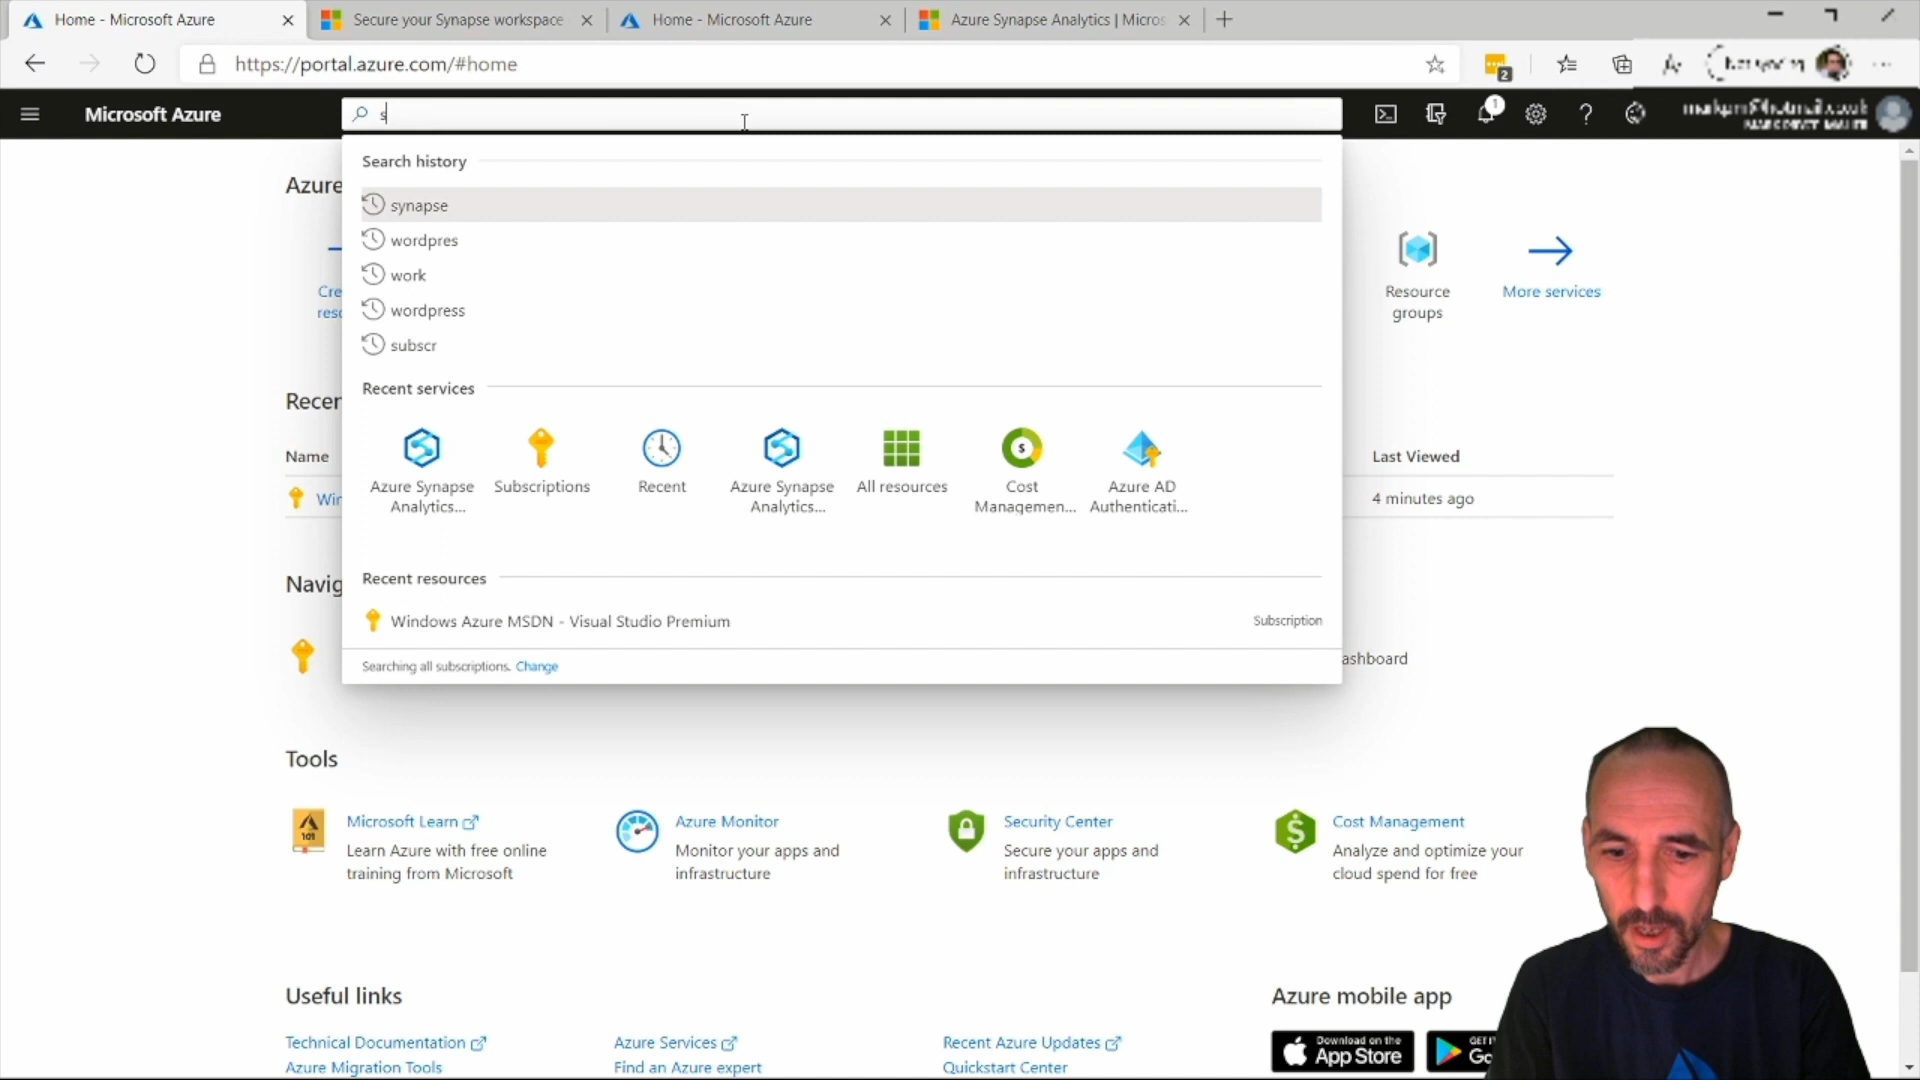 Home - Microsoft Azure
Secure your Synapse workspace
Home - Microsoft Azure
Azure Synapse Analytics | Micros
https://portal.azure.com/#home
2
Microsoft Azure
s
1
Search history
synapse
wordpres
work
wordpress
subscr
Azure
Cre
reso
Resource
groups
More services
Recent services
Azure Synapse
Analytics...
Subscriptions
Recent
Azure Synapse
Analytics...
All resources
Cost
Managemen...
Azure AD
Authenticati...
Recer
Name
Last Viewed
Wir
4 minutes ago
Recent resources
Windows Azure MSDN - Visual Studio Premium
Subscription
Searching all subscriptions. Change
Navig
ashboard
Tools
101
Microsoft Learn
Learn Azure with free online
training from Microsoft
Azure Monitor
Monitor your apps and
infrastructure
Security Center
Secure your apps and
infrastructure
Cost Management
Analyze and optimize your
cloud spend for free
Useful links
Technical Documentation
Azure Migration Tools
Azure Services
Find an Azure expert
Recent Azure Updates
Quickstart Center
Azure mobile app
Download on the
App Store
GET I
Go